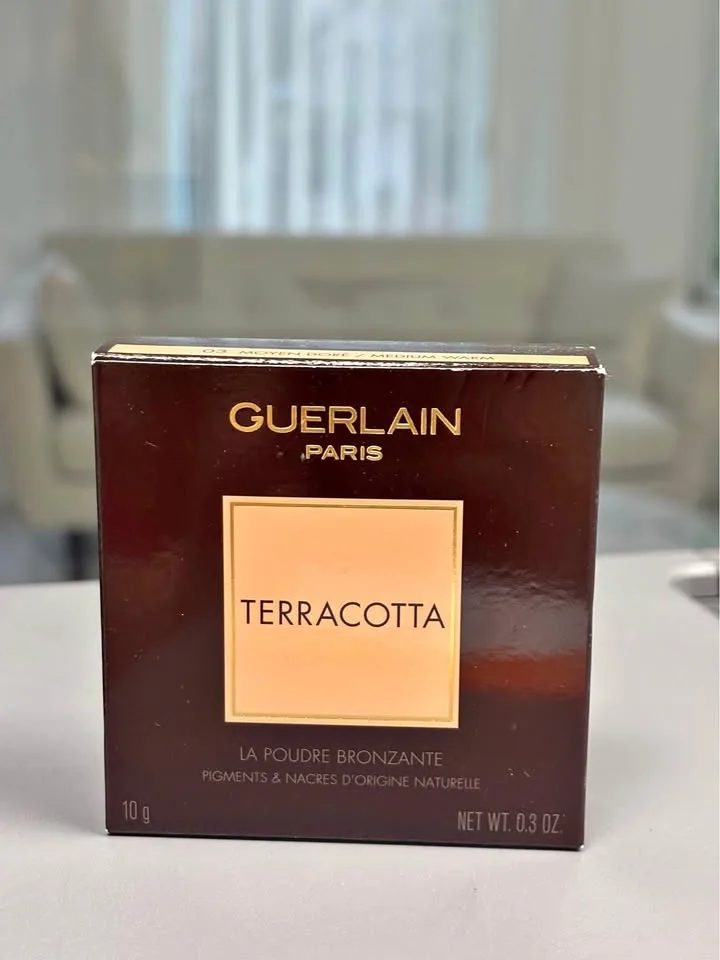 03 MOYEN DORÉ / MEDIUM WARM
GUERLAIN
PARIS
TERRACOTTA
LA POUDRE BRONZANTE
PIGMENTS & NACRES D'ORIGINE NATURELLE
10 g
NET WT. 0.3 OZ.